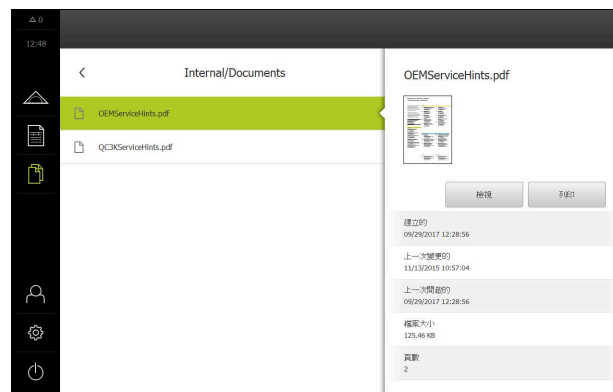 0
12:48
Internal/Documents
OEMServiceHints.pdf
QC3KServiceHints.pdf
OEMServiceHints.pdf
檢視
列印
建立的
09/29/2017 12:28:56
上一次變更的
11/13/2015 10:57:04
上一次開啟的
09/29/2017 12:28:56
檔案大小
125.46 KB
頁數
2